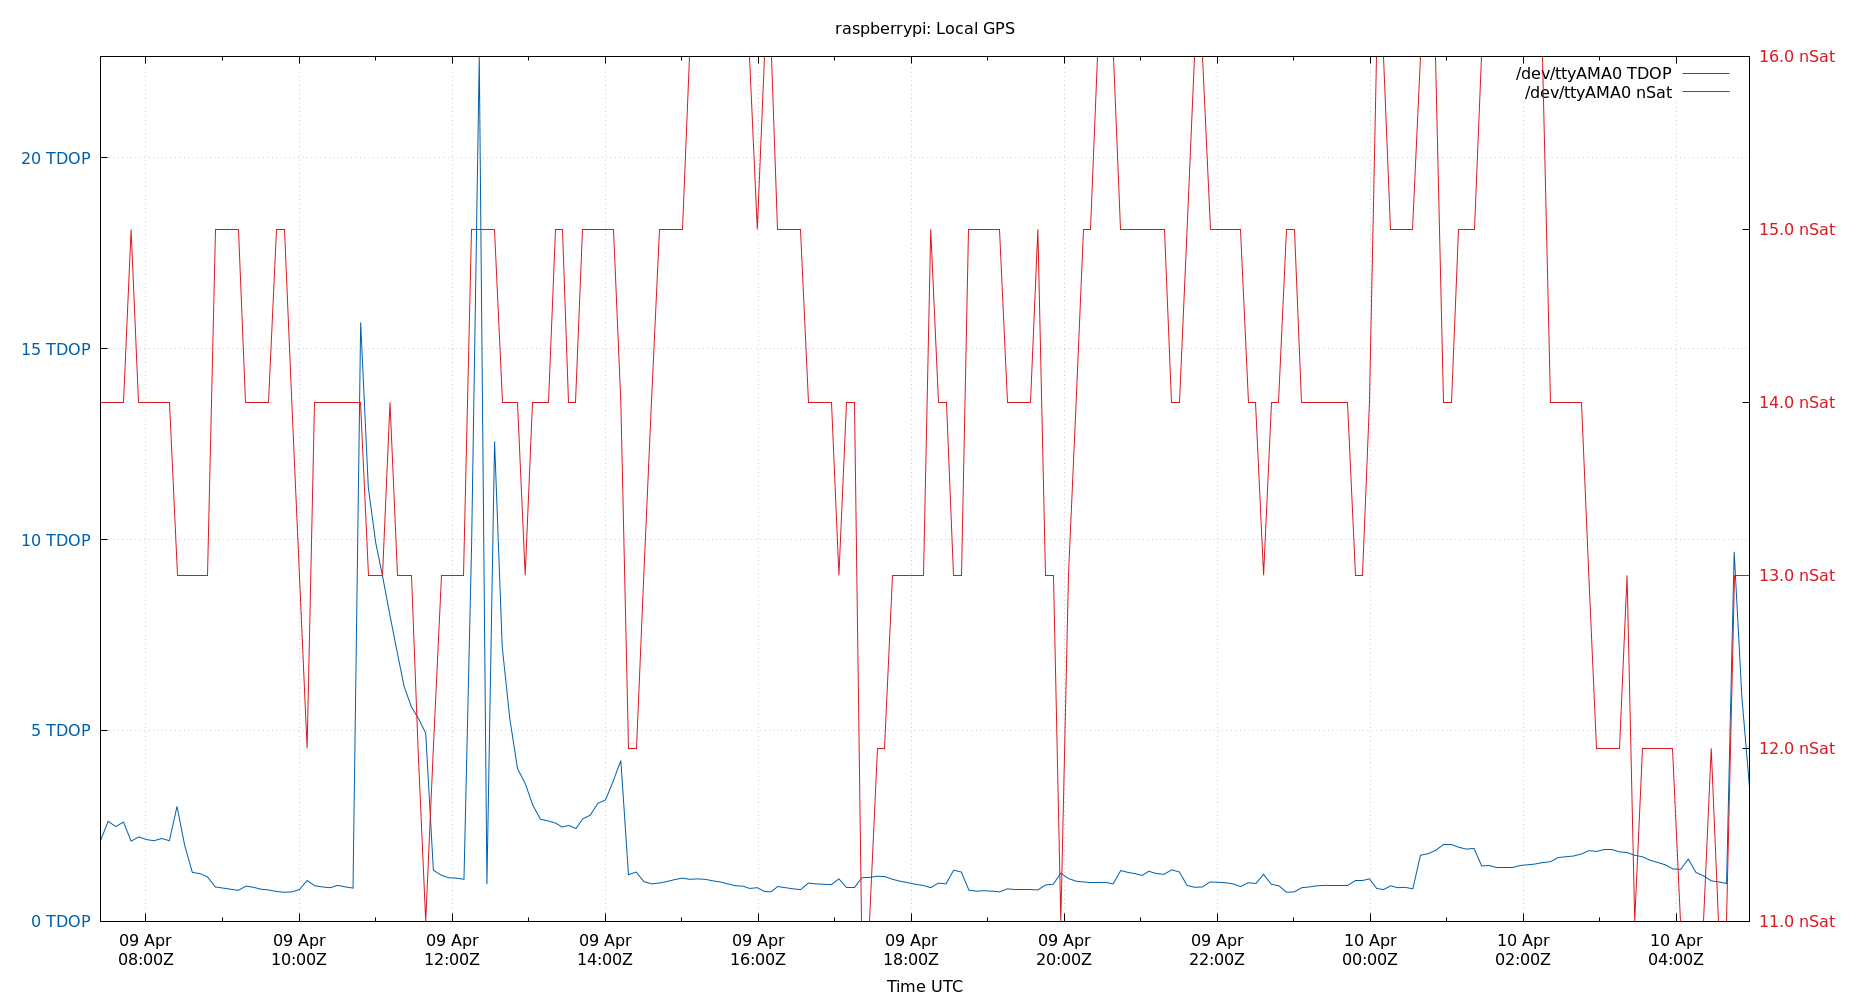 raspberrypi: Local GPS
/dev/ttyAMA0 TDOP
/dev/ttyAMA0 nSat
20 TDOP
15 TDOP
10 TDOP
5 TDOP
0 TDOP
16.0 nSat
15.0 nSat
14.0 nSat
13.0 nSat
12.0 nSat
11.0 nSat
09 Apr
08:00Z
09 Apr
10:00Z
09 Apr
12:00Z
09 Apr
14:00Z
09 Apr
16:00Z
09 Apr
18:00Z
09 Apr
20:00Z
09 Apr
22:00Z
10 Apr
00:00Z
10 Apr
02:00Z
10 Apr
04:00Z
Time UTC